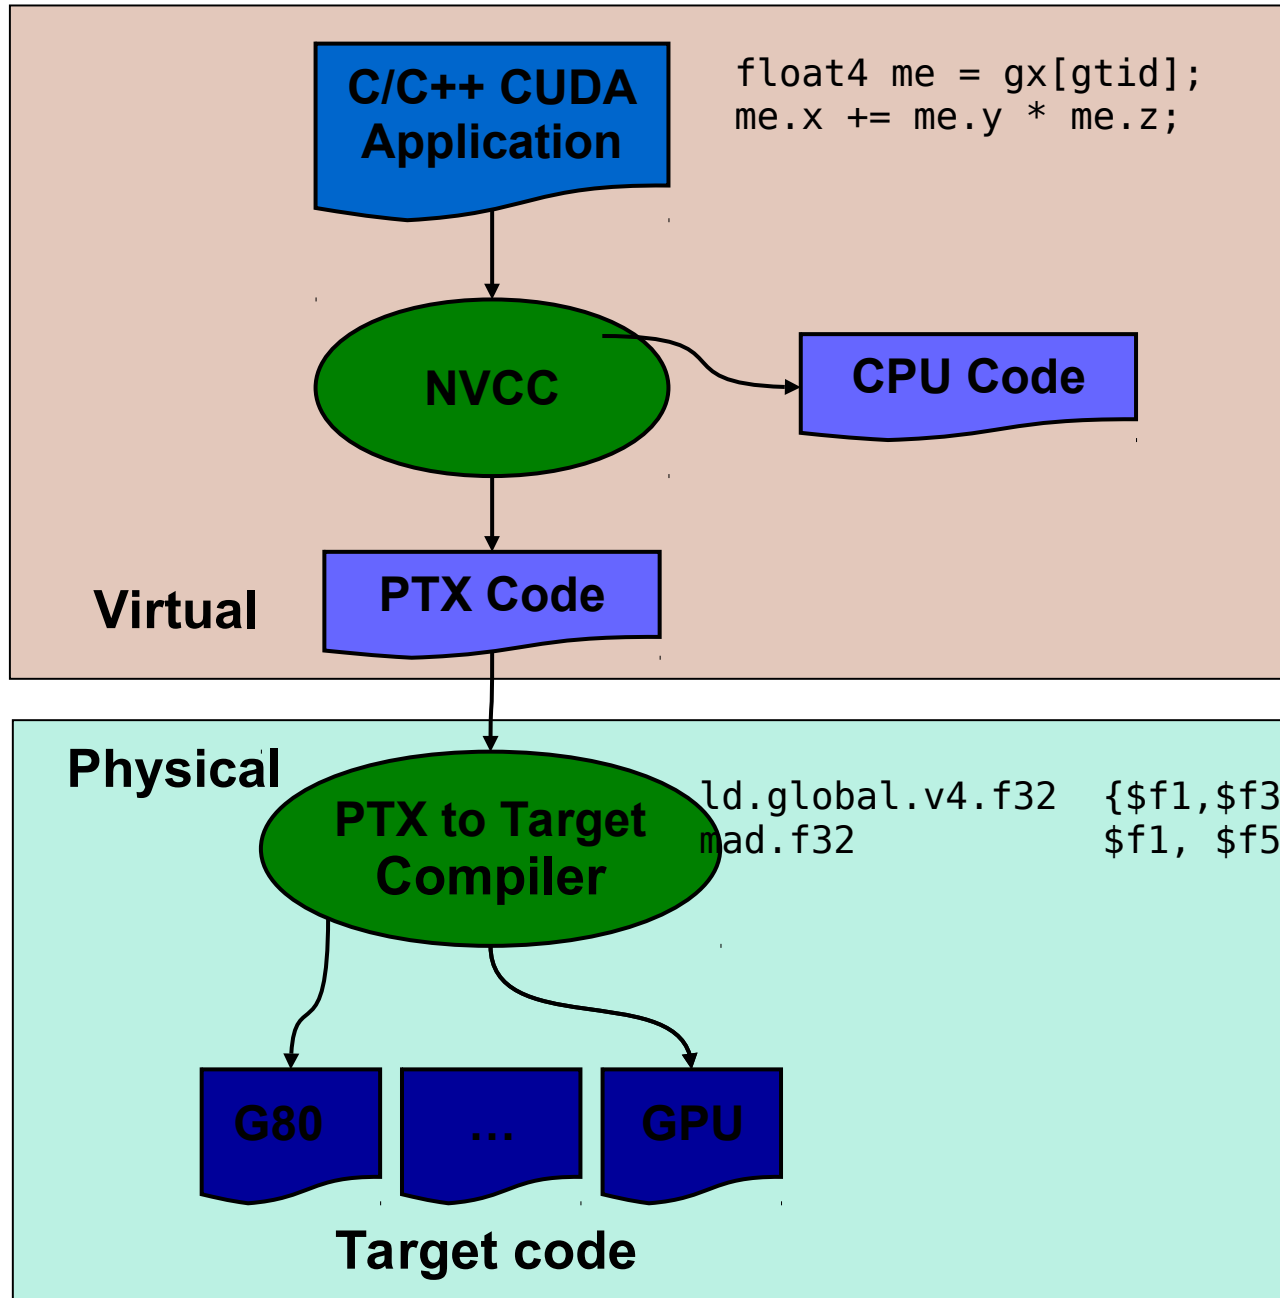 C/C++ CUDA
Application
float4 me = gx[gtid];
me.x += me.y * me.z;
NVCC
CPU Code
PTX Code
Virtual
Physical
PTX to Target
Compiler
ld.global.v4.f32  {$f1,$f3
mad.f32           $f1, $f5
G80
...
GPU
Target code